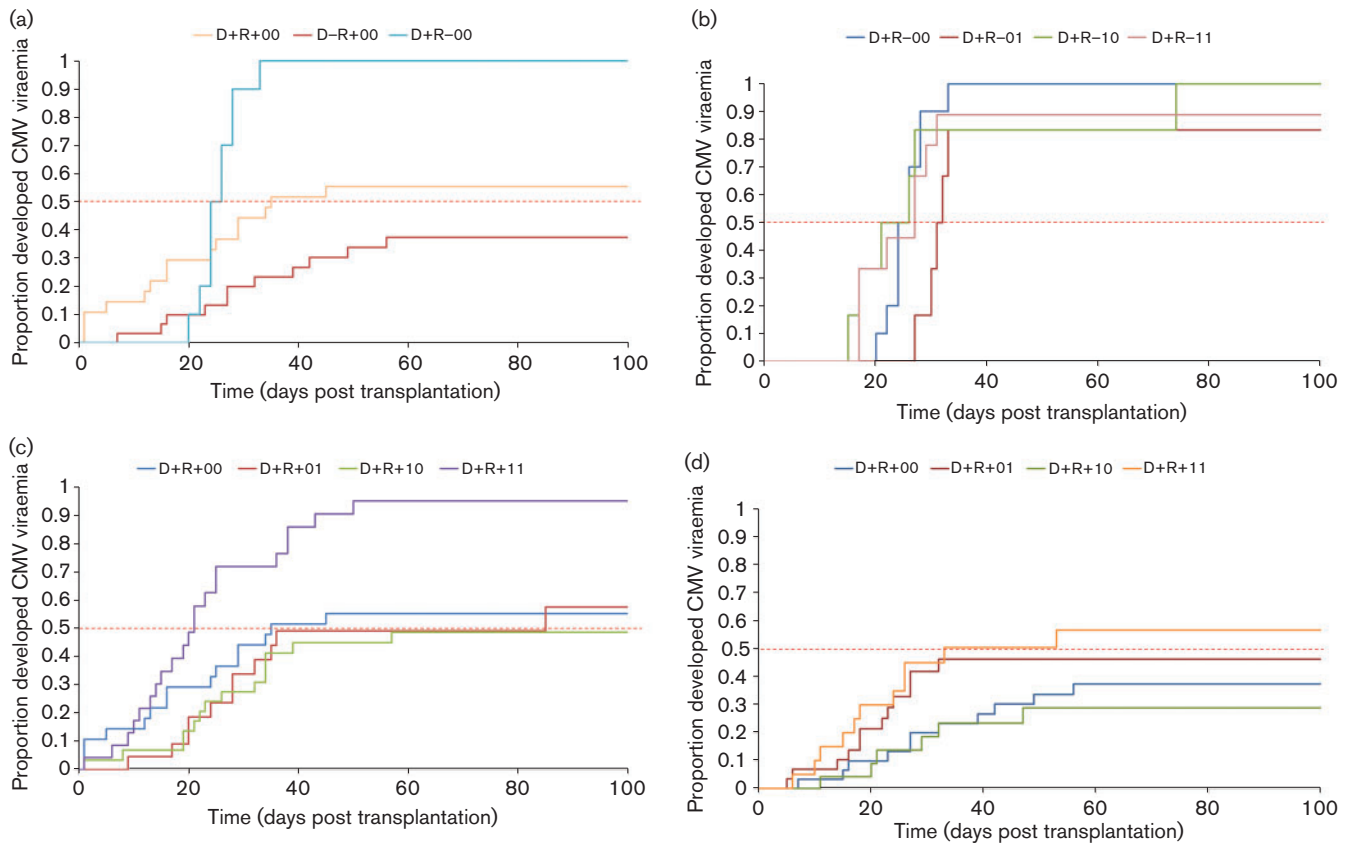 (a)
D+R+00 D−R+00 D+R−00
Proportion developed CMV viraemia
1
0.9
0.8
0.7
0.6
0.5
0.4
0.3
0.2
0.1
0
0 20 40 60 80 100
Time (days post transplantation)
(b)
D+R−00 D+R−01 D+R−10 D+R−11
Proportion developed CMV viraemia
1
0.9
0.8
0.7
0.6
0.5
0.4
0.3
0.2
0.1
0
0 20 40 60 80 100
Time (days post transplantation)
(c)
D+R+00 D+R+01 D+R+10 D+R+11
Proportion developed CMV viraemia
1
0.9
0.8
0.7
0.6
0.5
0.4
0.3
0.2
0.1
0
0 20 40 60 80 100
Time (days post transplantation)
(d)
D+R+00 D+R+01 D+R+10 D+R+11
Proportion developed CMV viraemia
1
0.9
0.8
0.7
0.6
0.5
0.4
0.3
0.2
0.1
0
0 20 40 60 80 100
Time (days post transplantation)